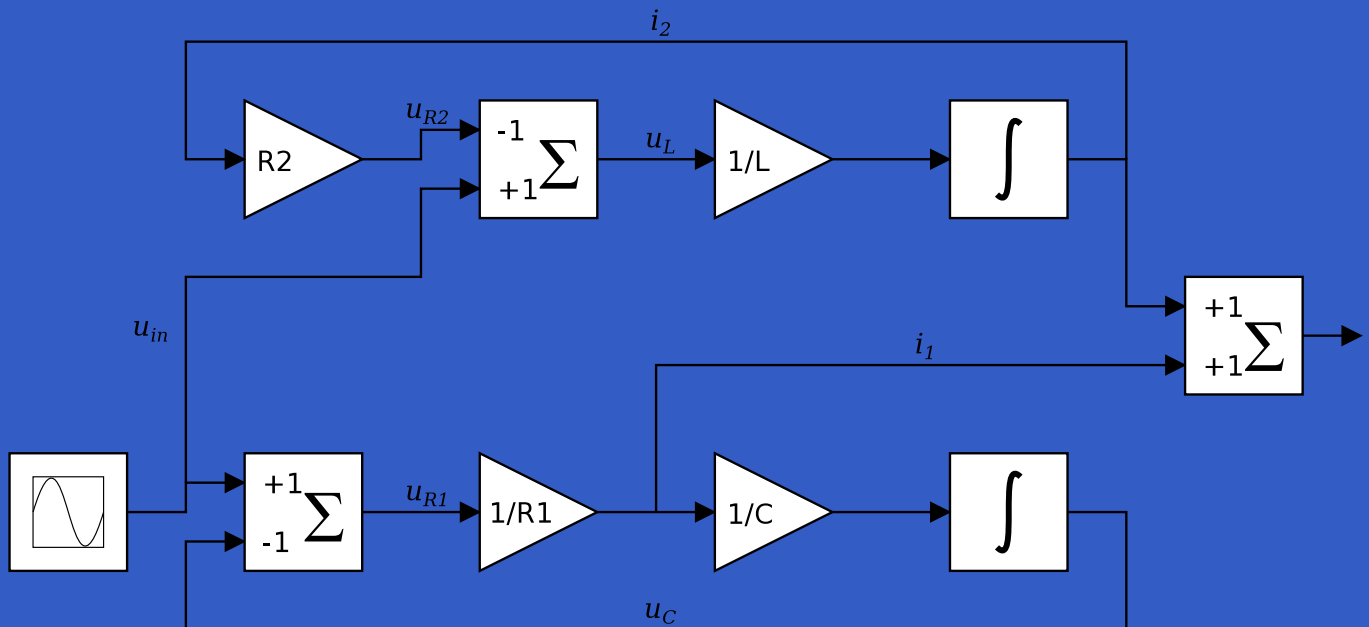 i2
R2
uR2
-1
+1
Σ
uL
1/L
∫
uin
+1
+1
Σ
i1
+1
-1
Σ
uR1
1/R1
1/C
∫
uC